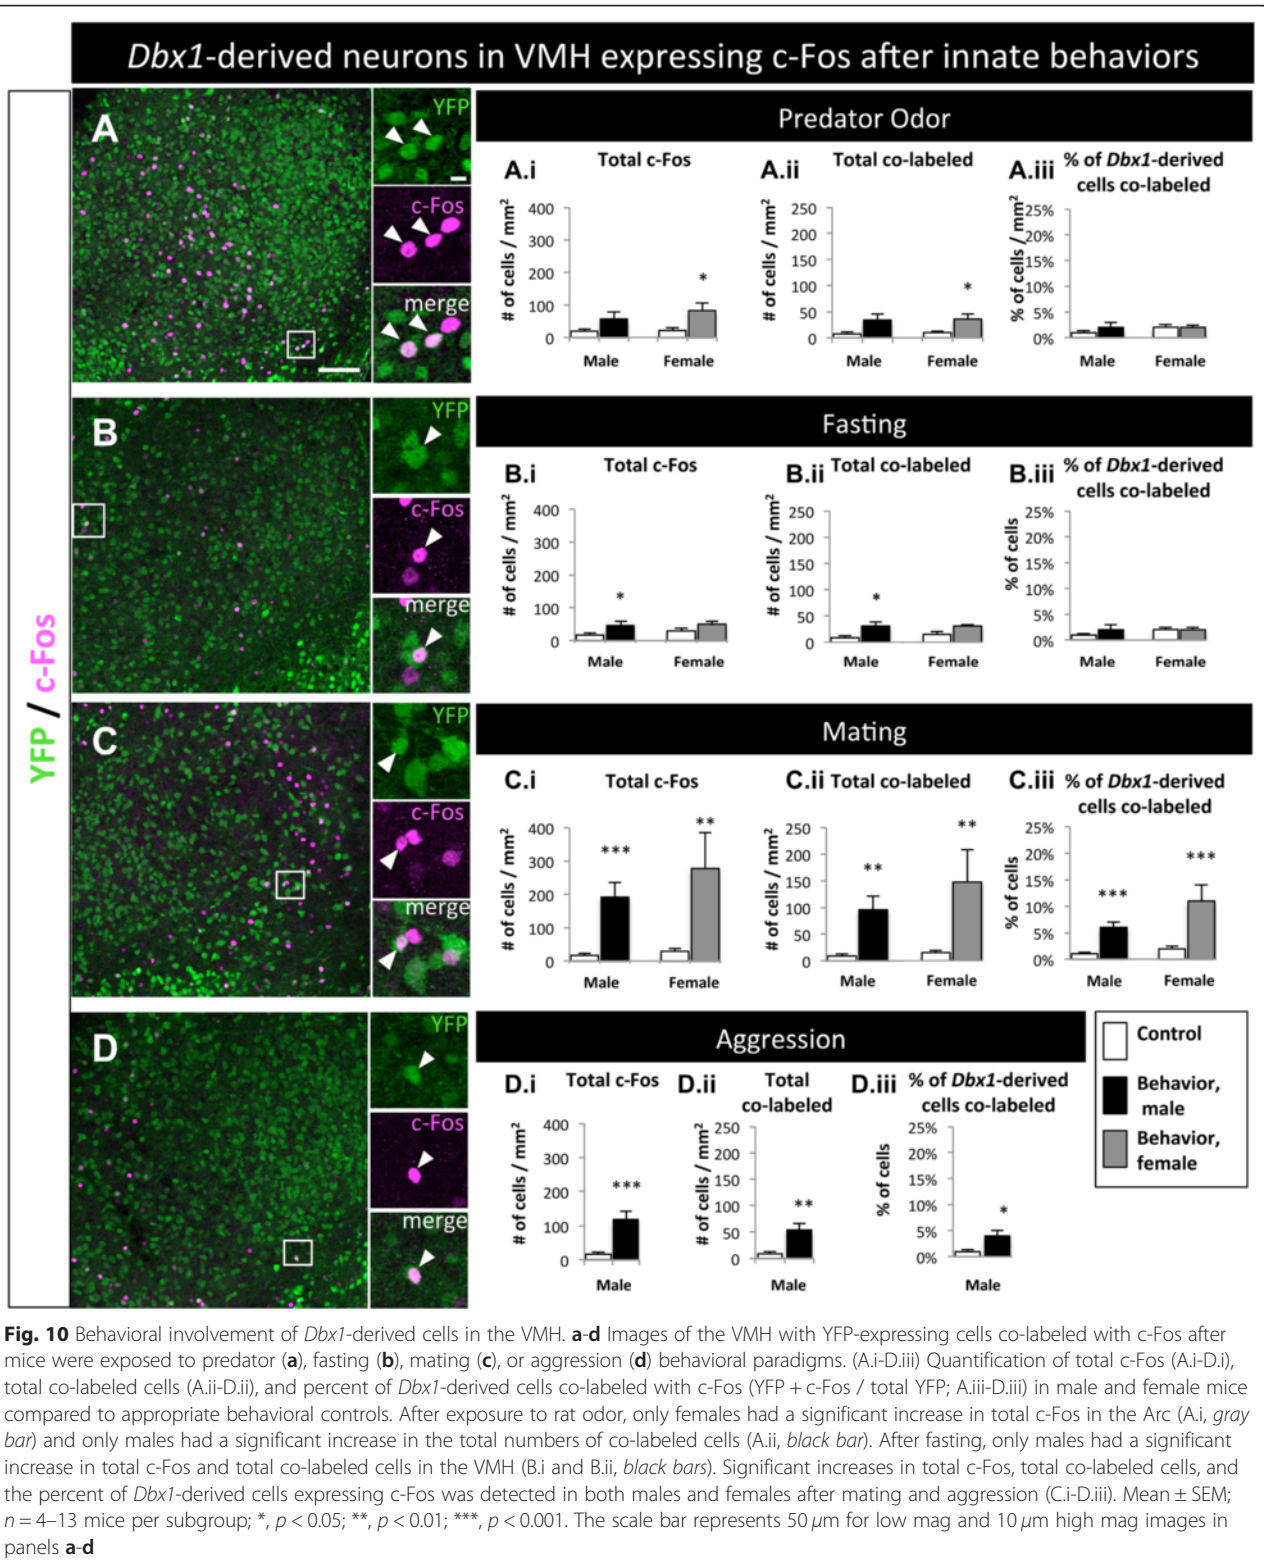 Dbx1-derived neurons in VMH expressing c-Fos after innate behaviors
YFP / c-Fos
A
YFP
c-Fos
merge
Predator Odor
A.i Total c-Fos
# of cells / mm²
400
300
200
100
0
*
Male Female
A.ii Total co-labeled
# of cells / mm²
250
200
150
100
50
0
*
Male Female
A.iii % of Dbx1-derived
cells co-labeled
% of cells / mm²
25%
20%
15%
10%
5%
0%
Male Female
B
YFP
c-Fos
merge
Fasting
B.i Total c-Fos
# of cells / mm²
400
300
200
100
0
*
Male Female
B.ii Total co-labeled
# of cells / mm²
250
200
150
100
50
0
*
Male Female
B.iii % of Dbx1-derived
cells co-labeled
% of cells
25%
20%
15%
10%
5%
0%
Male Female
C
YFP
c-Fos
merge
Mating
C.i Total c-Fos
# of cells / mm²
400
300
200
100
0
*** **
Male Female
C.ii Total co-labeled
# of cells / mm²
250
200
150
100
50
0
** **
Male Female
C.iii % of Dbx1-derived
cells co-labeled
% of cells
25%
20%
15%
10%
5%
0%
*** ***
Male Female
D
YFP
c-Fos
merge
Aggression
D.i Total c-Fos
# of cells / mm²
400
300
200
100
0
***
Male
D.ii Total
co-labeled
# of cells / mm²
250
200
150
100
50
0
**
Male
D.iii % of Dbx1-derived
cells co-labeled
% of cells
25%
20%
15%
10%
5%
0%
*
Male
Control
Behavior,
male
Behavior,
female
Fig. 10 Behavioral involvement of Dbx1-derived cells in the VMH. a-d Images of the VMH with YFP-expressing cells co-labeled with c-Fos after
mice were exposed to predator (a), fasting (b), mating (c), or aggression (d) behavioral paradigms. (A.i-D.iii) Quantification of total c-Fos (A.i-D.i),
total co-labeled cells (A.ii-D.ii), and percent of Dbx1-derived cells co-labeled with c-Fos (YFP + c-Fos / total YFP; A.iii-D.iii) in male and female mice
compared to appropriate behavioral controls. After exposure to rat odor, only females had a significant increase in total c-Fos in the Arc (A.i, gray
bar) and only males had a significant increase in the total numbers of co-labeled cells (A.ii, black bar). After fasting, only males had a significant
increase in total c-Fos and total co-labeled cells in the VMH (B.i and B.ii, black bars). Significant increases in total c-Fos, total co-labeled cells, and
the percent of Dbx1-derived cells expressing c-Fos was detected in both males and females after mating and aggression (C.i-D.iii). Mean ± SEM;
n = 4–13 mice per subgroup; *, p < 0.05; **, p < 0.01; ***, p < 0.001. The scale bar represents 50 μm for low mag and 10 μm high mag images in
panels a-d